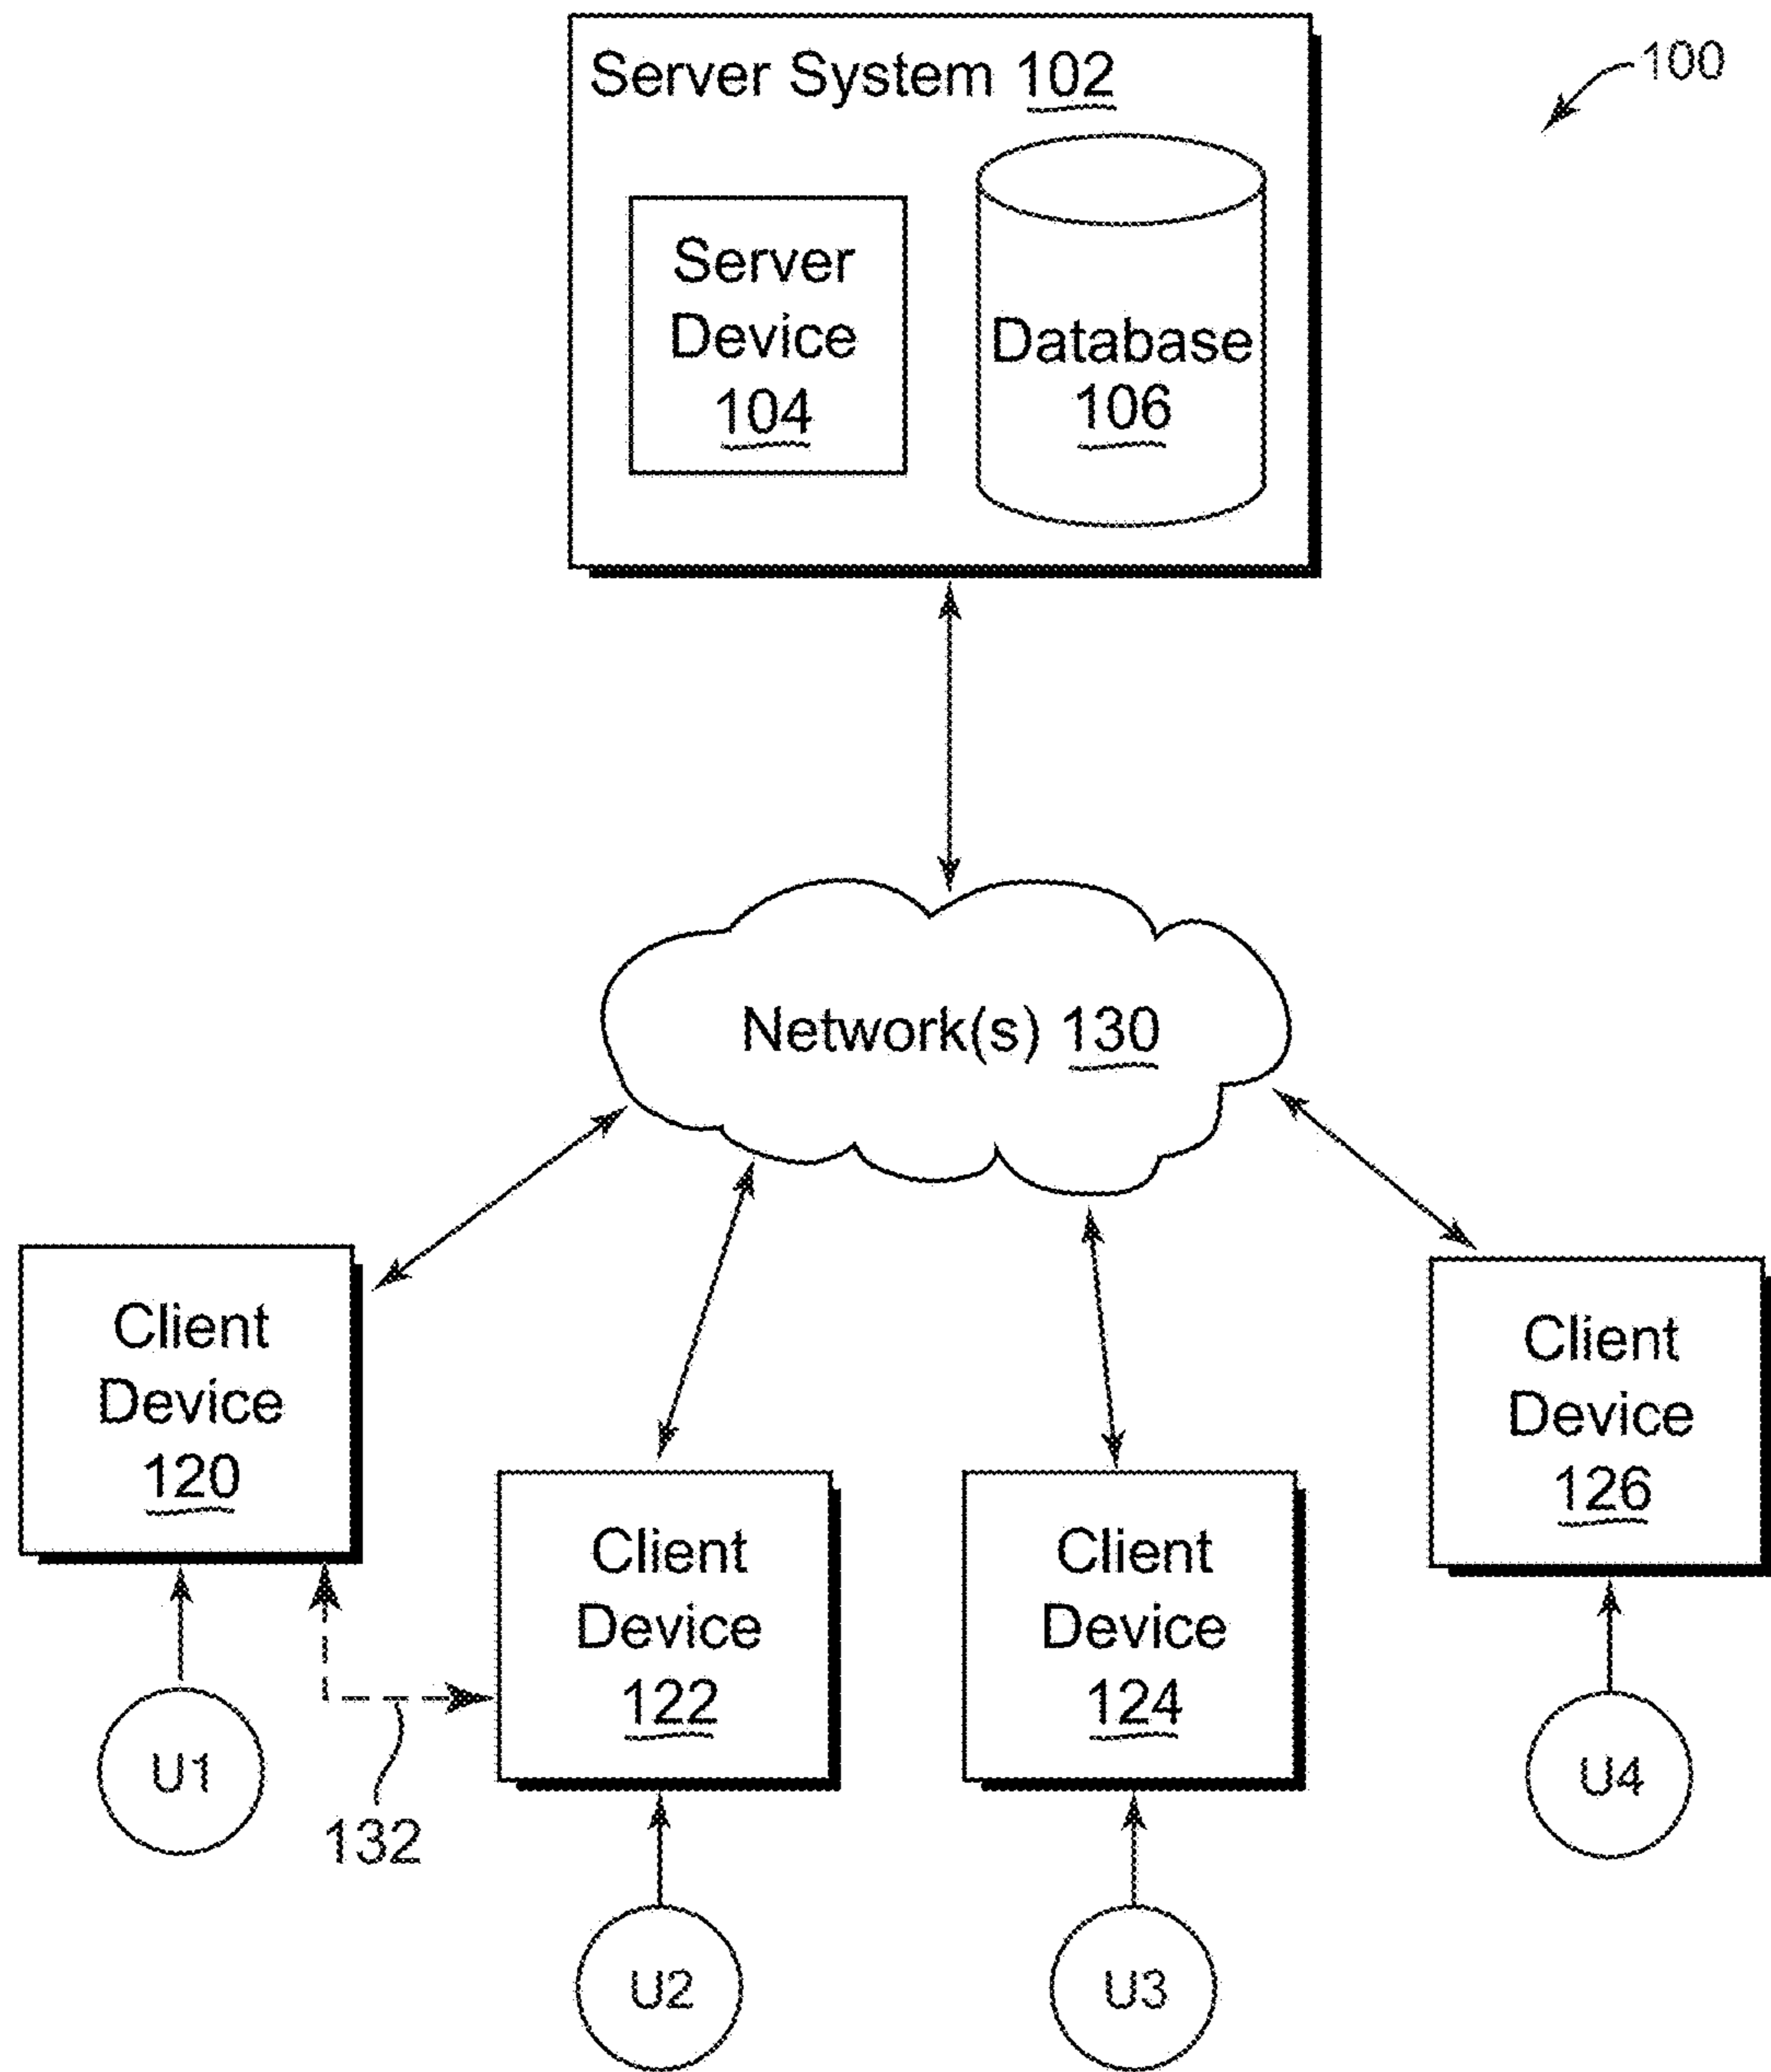 Server System 102
100
Server
Device
104
Database
106
Network(s) 130
Client
Device
120
Client
Device
122
Client
Device
124
Client
Device
126
U1
132
U2
U3
U4